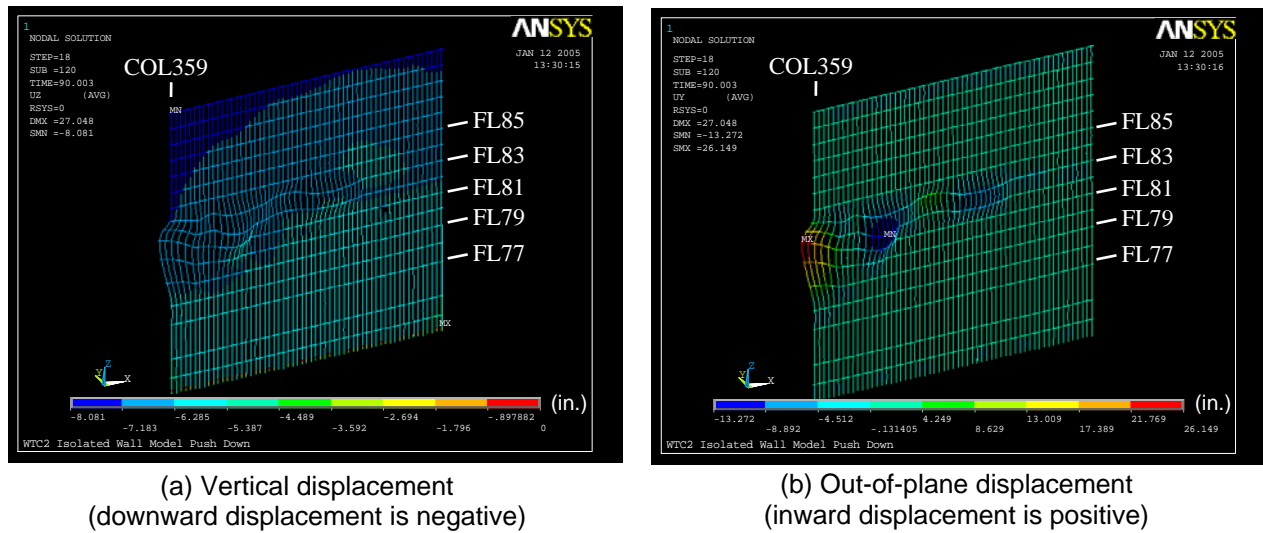 1
ANSYS
NODAL SOLUTION
JAN 12 2005
13:30:15
STEP=18
SUB =120
TIME=90.003
UZ (AVG)
RSYS=0
DMX=27.048
SMN =-8.081
COL359
MN
FL85
FL83
FL81
FL79
FL77
MX
Z
Y
X
-8.081 -6.285 -4.489 -2.694 -.897882
(in.)
-7.183 -5.387 -3.592 -1.796 0
WTC2 Isolated Wall Model Push Down
(a) Vertical displacement
(downward displacement is negative)
1
ANSYS
NODAL SOLUTION
JAN 12 2005
13:30:16
STEP=18
SUB =120
TIME=90.003
UY (AVG)
RSYS=0
DMX=27.048
SMN =-13.272
SMX =26.149
COL359
FL85
FL83
FL81
FL79
FL77
MX
MN
Z
Y
X
-13.272 -4.512 4.249 13.009 21.769
(in.)
-8.892 -.131405 8.629 17.389 26.149
WTC2 Isolated Wall Model Push Down
(b) Out-of-plane displacement
(inward displacement is positive)